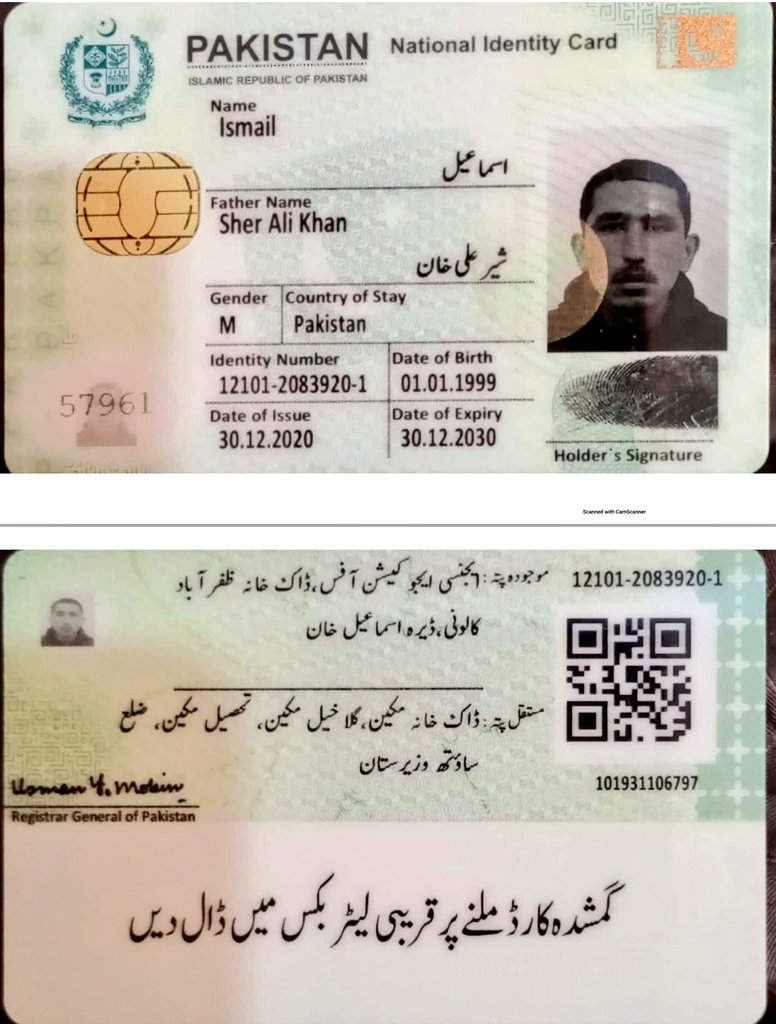 PAKISTAN National Identity Card
ISLAMIC REPUBLIC OF PAKISTAN
Name
Ismail
اسماعیل
Father Name
Sher Ali Khan
شیر علی خان
Gender Country of Stay
M Pakistan
Identity Number Date of Birth
12101-2083920-1 01.01.1999
Date of Issue Date of Expiry
30.12.2020 30.12.2030
57961
Holder's Signature
Scanned with CamScanner
موجودہ پتہ: ایجنسی ایجوکیشن آفس، ڈاک خانہ ظفر آباد
کالونی، ڈیرہ اسماعیل خان
12101-2083920-1
مستقل پتہ: ڈاک خانہ مکین، گلا خیل مکین، تحصیل مکین، ضلع
ساؤتھ وزیرستان
101931106797
Usman Y. Mobin
Registrar General of Pakistan
گمشدہ کارڈ ملنے پر قریبی لیٹر بکس میں ڈال دیں